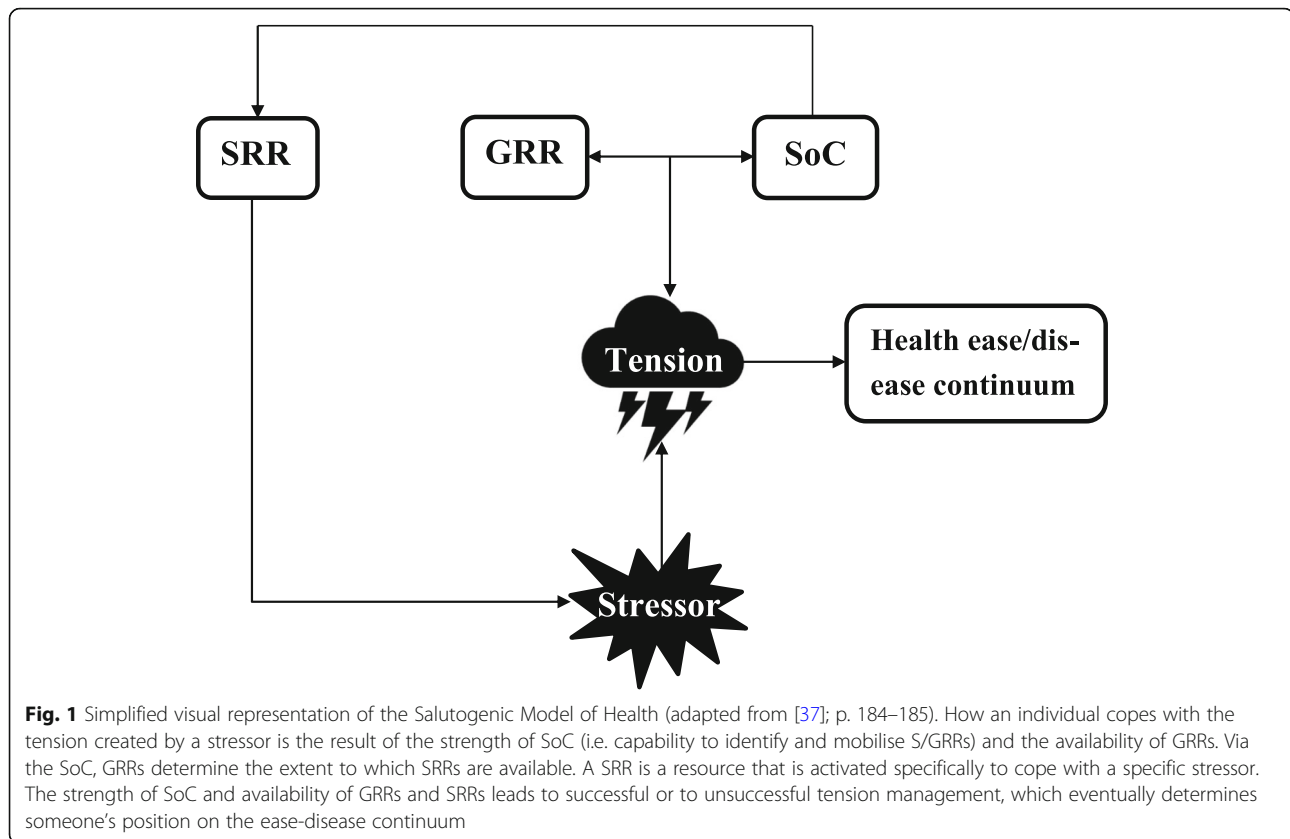 SRR
GRR
SoC
Tension
Health ease/dis-
ease continuum
Stressor
Fig. 1 Simplified visual representation of the Salutogenic Model of Health (adapted from [37]; p. 184–185). How an individual copes with the
tension created by a stressor is the result of the strength of SoC (i.e. capability to identify and mobilise S/GRRs) and the availability of GRRs. Via
the SoC, GRRs determine the extent to which SRRs are available. A SRR is a resource that is activated specifically to cope with a specific stressor.
The strength of SoC and availability of GRRs and SRRs leads to successful or to unsuccessful tension management, which eventually determines
someone's position on the ease-disease continuum